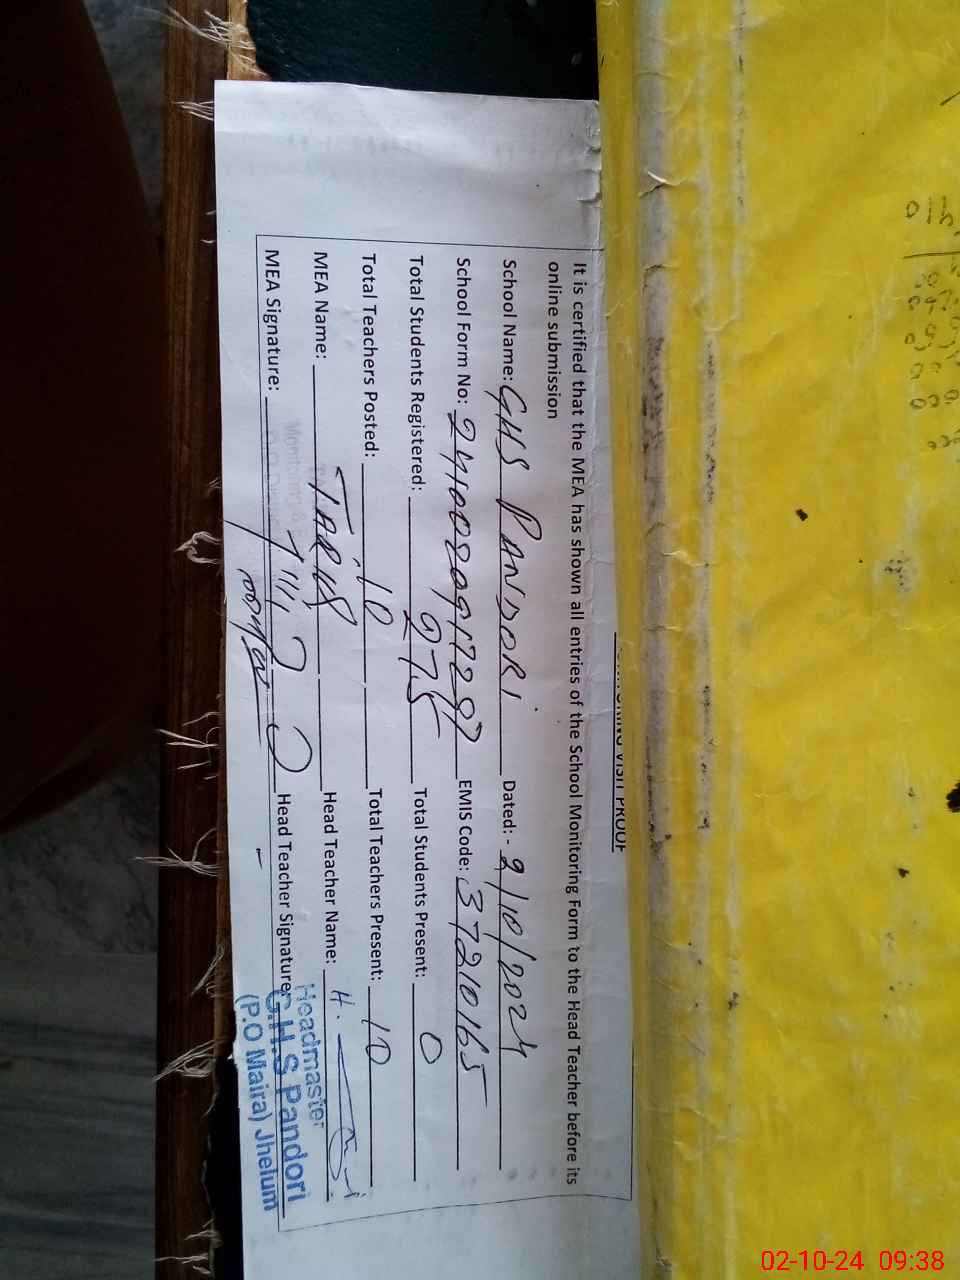 VISIT PROOF
It is certified that the MEA has shown all entries of the School Monitoring Form to the Head Teacher before its
online submission
School Name: GHS PANDORI Dated:- 2/10/2024
School Form No: EMIS Code: 37210165
Total Students Registered: 275 Total Students Present: 0
Total Teachers Posted: 10 Total Teachers Present: 10
MEA Name: TARIQ Head Teacher Name:
MEA Signature: Head Teacher Signature:
Headmaster
G.H.S Pandori
(P.O Maira) Jhelum
02-10-24 09:38